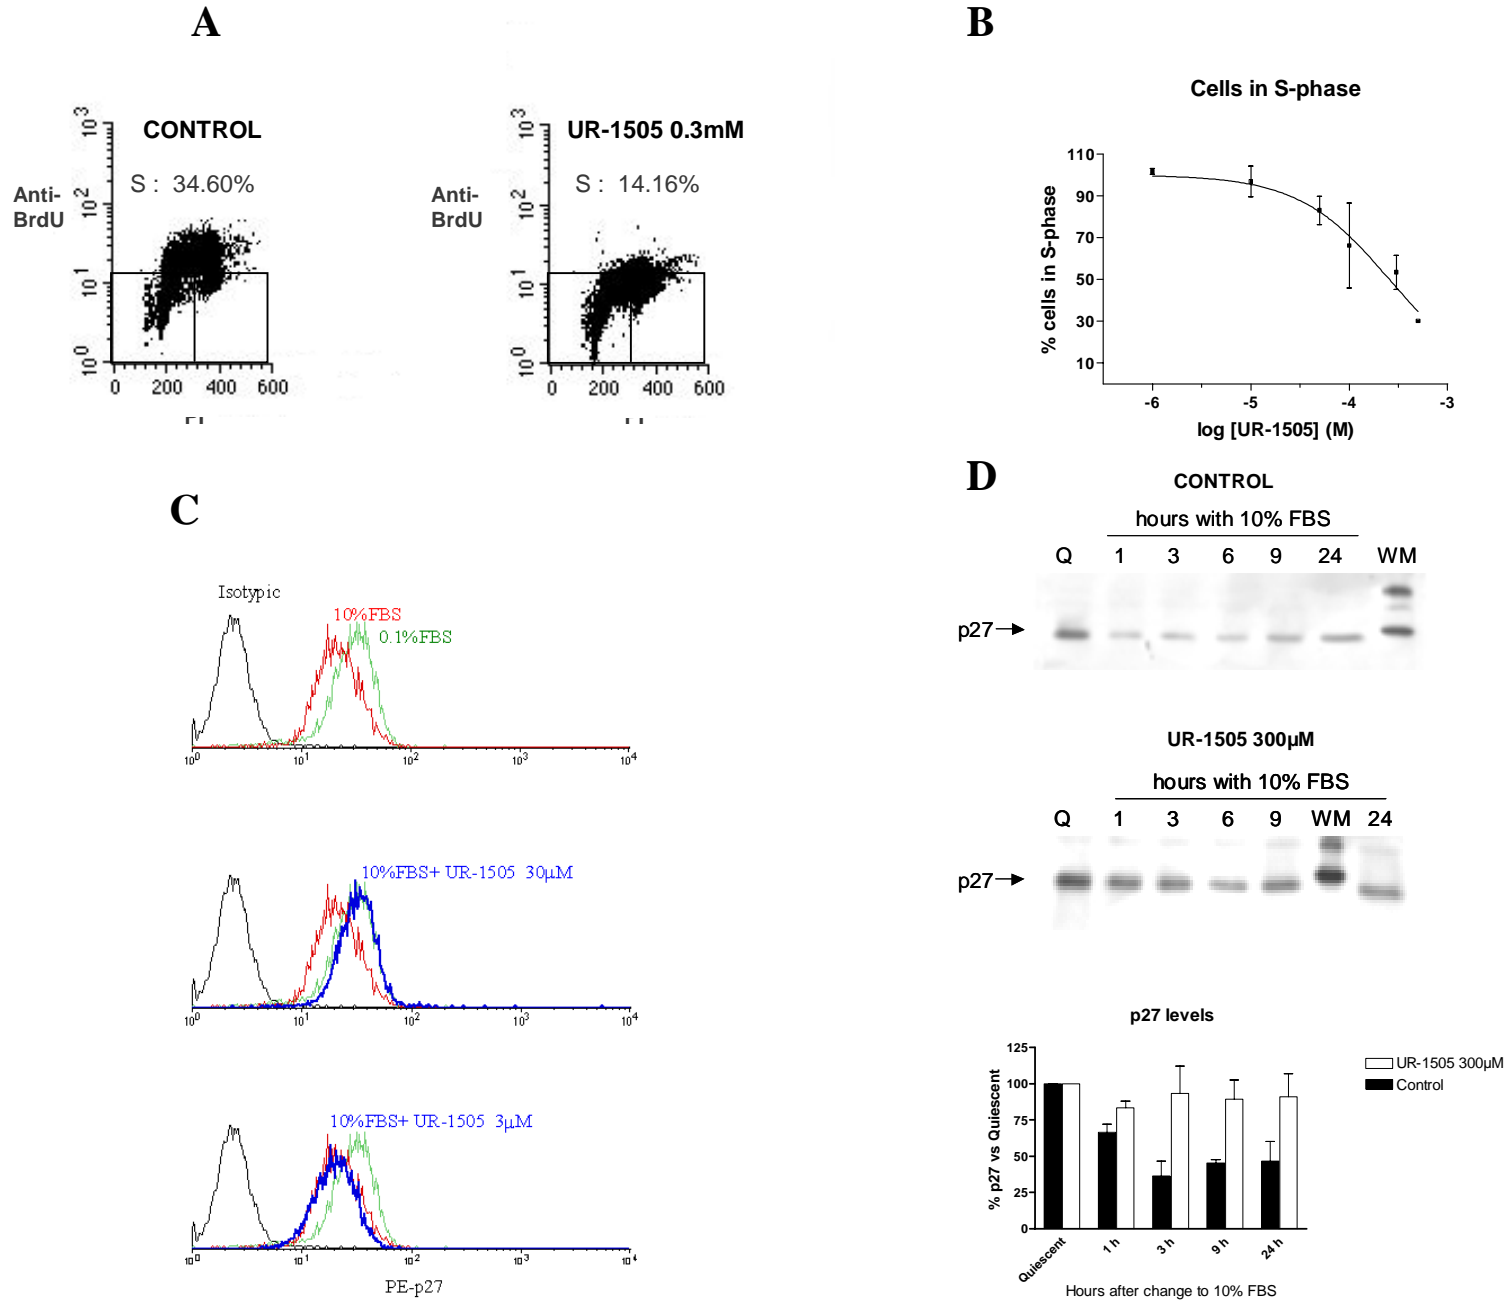 A
CONTROL
S : 34.60%
Anti-
BrdU
10^3
10^2
10^1
10^0
0 200 400 600
UR-1505 0.3mM
S : 14.16%
Anti-
BrdU
10^3
10^2
10^1
10^0
0 200 400 600
B
Cells in S-phase
% cells in S-phase
110
90
70
50
30
10
-6 -5 -4 -3
log [UR-1505] (M)
C
Isotypic
10%FBS
0.1%FBS
10^0 10^1 10^2 10^3 10^4
10%FBS+ UR-1505 30µM
10^0 10^1 10^2 10^3 10^4
10%FBS+ UR-1505 3µM
10^0 10^1 10^2 10^3 10^4
PE-p27
D
CONTROL
hours with 10% FBS
Q 1 3 6 9 24 WM
p27
UR-1505 300µM
hours with 10% FBS
Q 1 3 6 9 WM 24
p27
p27 levels
% p27 vs Quiescent
125
100
75
50
25
0
Quiescent 1 h 3 h 9 h 24 h
Hours after change to 10% FBS
UR-1505 300µM
Control